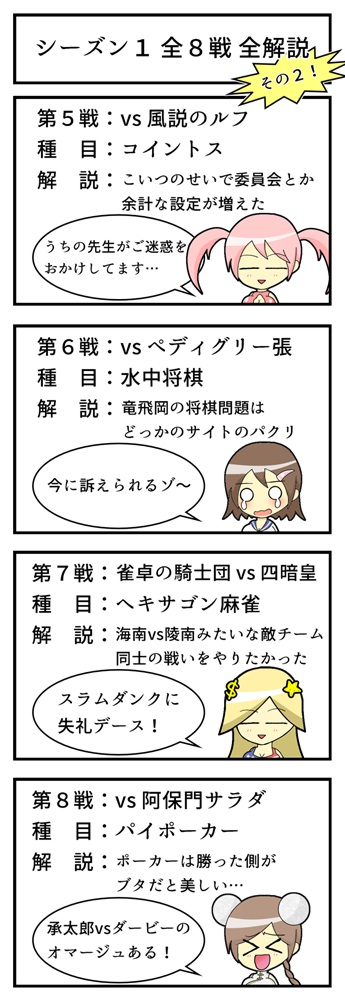 シーズン１ 全８戦 全解説
その２！
第５戦：vs 風説のルフ
種　目：コイントス
解　説：こいつのせいで委員会とか
余計な設定が増えた
うちの先生がご迷惑を
おかけしてます…
第６戦：vs ペディグリー張
種　目：水中将棋
解　説：竜飛岡の将棋問題は
どっかのサイトのパクリ
今に訴えられるゾ～
第７戦：雀卓の騎士団 vs 四暗皇
種　目：ヘキサゴン麻雀
解　説：海南vs陵南みたいな敵チーム
同士の戦いをやりたかった
スラムダンクに
失礼デース！
第８戦：vs 阿保門サラダ
種　目：パイポーカー
解　説：ポーカーは勝った側が
ブタだと美しい…
承太郎vsダービーの
オマージュある！